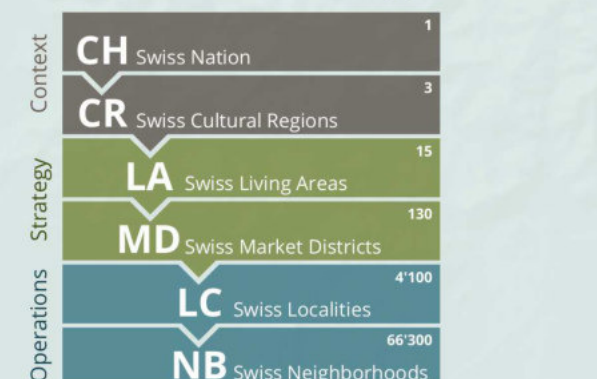 Context
1
CH Swiss Nation
3
CR Swiss Cultural Regions
Strategy
15
LA Swiss Living Areas
130
MD Swiss Market Districts
Operations
4'100
LC Swiss Localities
66'300
NB Swiss Neighborhoods